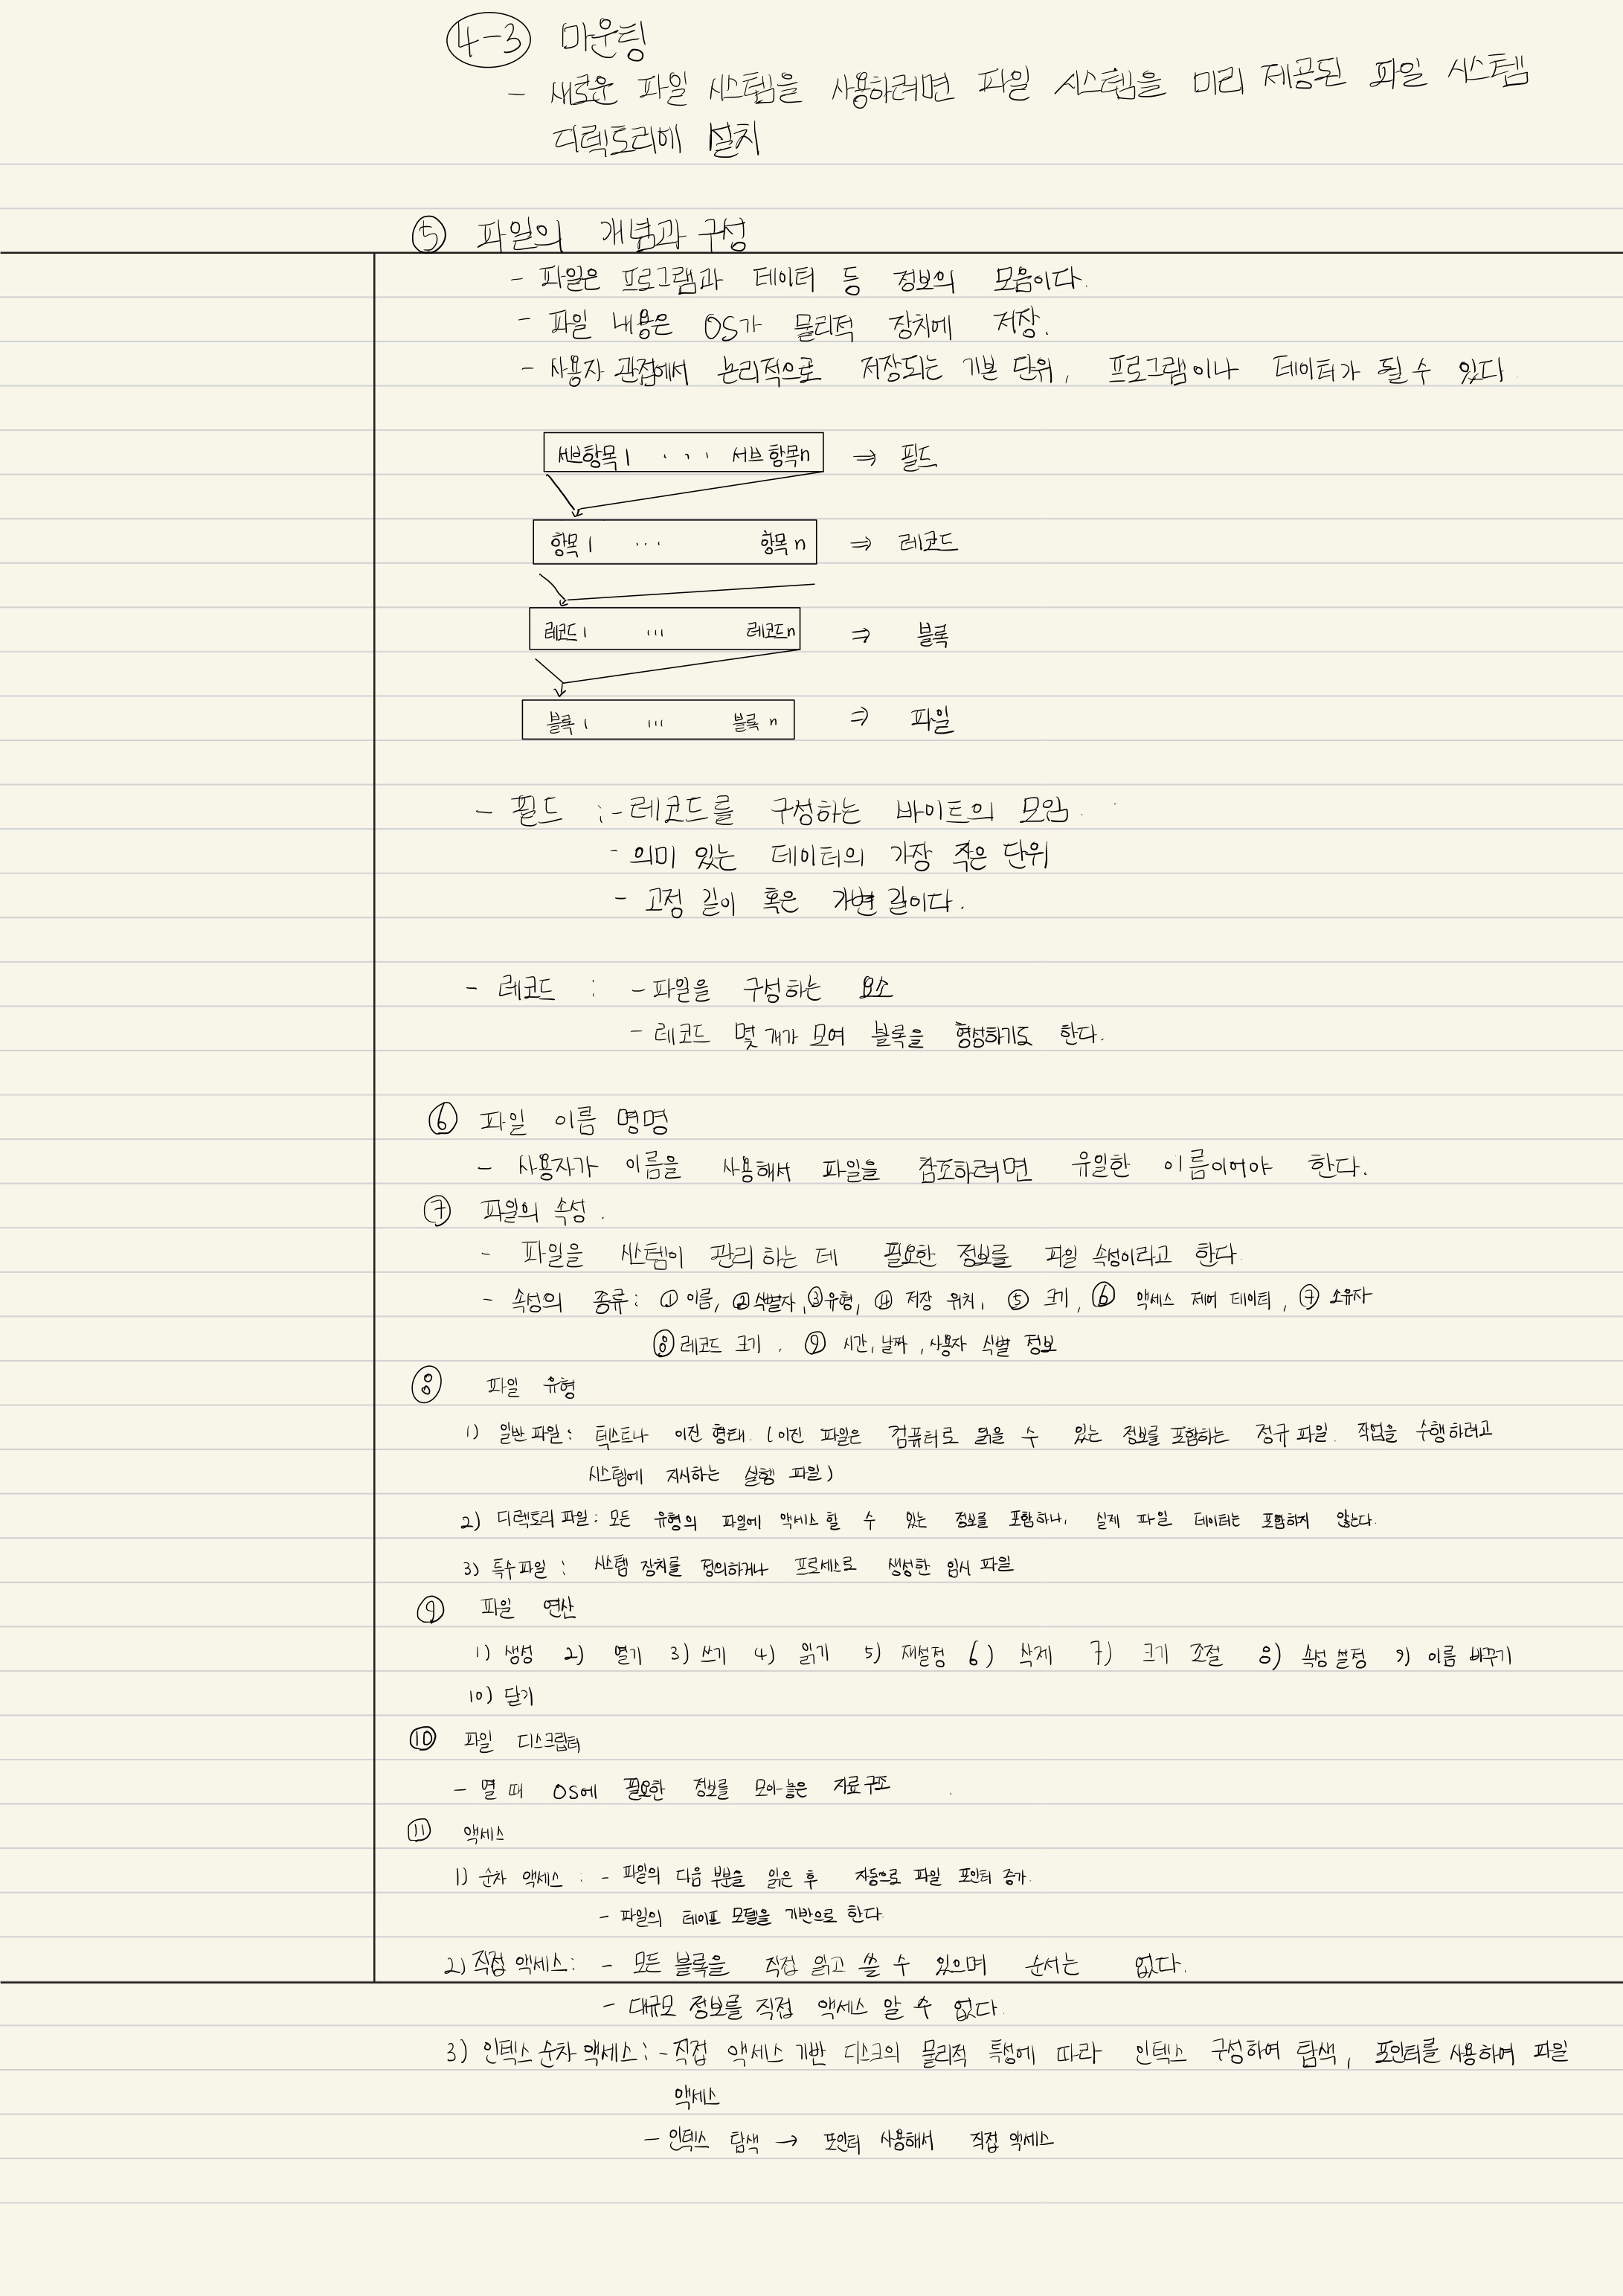 4-3 마운팅
- 새로운 파일 시스템을 사용하려면 파일 시스템을 미리 제공된 파일 시스템
디렉토리에 설치
⑤ 파일의 개념과 구성
- 파일은 프로그램과 데이터 등 정보의 모음이다.
- 파일 내용은 OS가 물리적 장치에 저장.
- 사용자 관점에서 논리적으로 저장되는 기본 단위, 프로그램이나 데이터가 될 수 있다
서브항목 1 ... 서브 항목n ⇒ 필드
항목 1 ... 항목 n ⇒ 레코드
레코드 1 ... 레코드n ⇒ 블록
블록 1 ... 블록 n ⇒ 파일
- 필드 : - 레코드를 구성하는 바이트의 모임.
- 의미 있는 데이터의 가장 작은 단위
- 고정 길이 혹은 가변 길이다.
- 레코드 : - 파일을 구성하는 요소
- 레코드 몇 개가 모여 블록을 형성하기도 한다.
⑥ 파일 이름 명명
- 사용자가 이름을 사용해서 파일을 참조하려면 유일한 이름이어야 한다.
⑦ 파일의 속성.
- 파일을 시스템이 관리 하는 데 필요한 정보를 파일 속성이라고 한다.
- 속성의 종류: ① 이름, ② 식별자, ③ 유형, ④ 저장 위치, ⑤ 크기, ⑥ 액세스 제어 데이터, ⑦ 소유자
⑧ 레코드 크기, ⑨ 시간, 날짜, 사용자 식별 정보
⑧ 파일 유형
1) 일반 파일: 텍스트나 이진 형태. (이진 파일은 컴퓨터로 읽을 수 있는 정보를 포함하는 정규 파일. 작업을 수행하려고
시스템에 지시하는 실행 파일)
2) 디렉토리 파일: 모든 유형의 파일에 액세스 할 수 있는 정보를 포함하나, 실제 파일 데이터는 포함하지 않는다.
3) 특수 파일: 시스템 장치를 정의하거나 프로세스로 생성한 임시 파일
⑨ 파일 연산
1) 생성 2) 열기 3) 쓰기 4) 읽기 5) 재설정 6) 삭제 7) 크기 조절 8) 속성 설정 9) 이름 바꾸기
10) 닫기
⑩ 파일 디스크립터
- 열 때 OS에 필요한 정보를 모아놓은 자료구조
⑪ 액세스
1) 순차 액세스 : - 파일의 다음 부분을 읽은 후 자동으로 파일 포인터 증가.
- 파일의 테이프 모델을 기반으로 한다.
2) 직접 액세스: - 모든 블록을 직접 읽고 쓸 수 있으며 순서는 없다.
- 대규모 정보를 직접 액세스 알 수 없다.
3) 인덱스 순차 액세스: - 직접 액세스 기반 디스크의 물리적 특성에 따라 인덱스 구성하여 탐색, 포인터를 사용하여 파일
액세스
- 인덱스 탐색 → 포인터 사용해서 직접 액세스